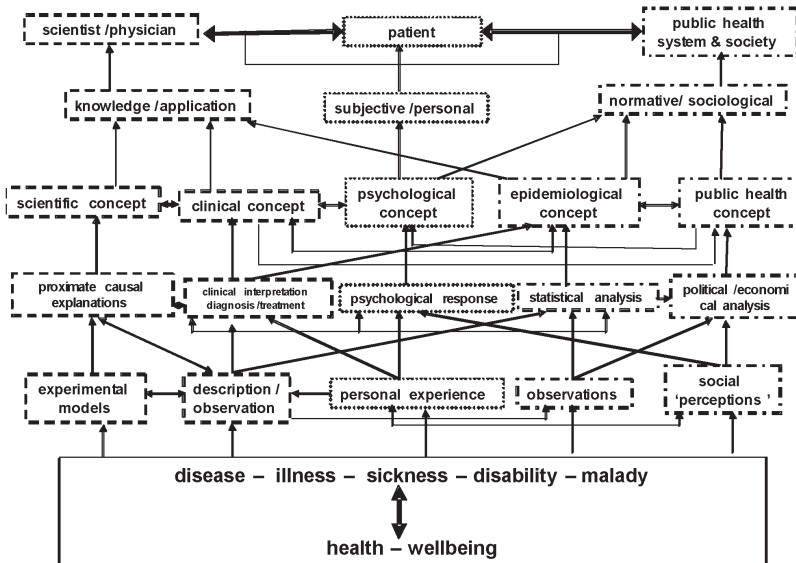 scientist /physician
patient
public health
system & society
knowledge /application
subjective /personal
normative/ sociological
scientific concept
clinical concept
psychological
concept
epidemiological
concept
public health
concept
proximate causal
explanations
clinical interpretation
diagnosis /treatment
psychological response
statistical analysis
political /economi
cal analysis
experimental
models
description /
observation
personal experience
observations
social
‘perceptions ’
disease – illness – sickness – disability – malady
health – wellbeing